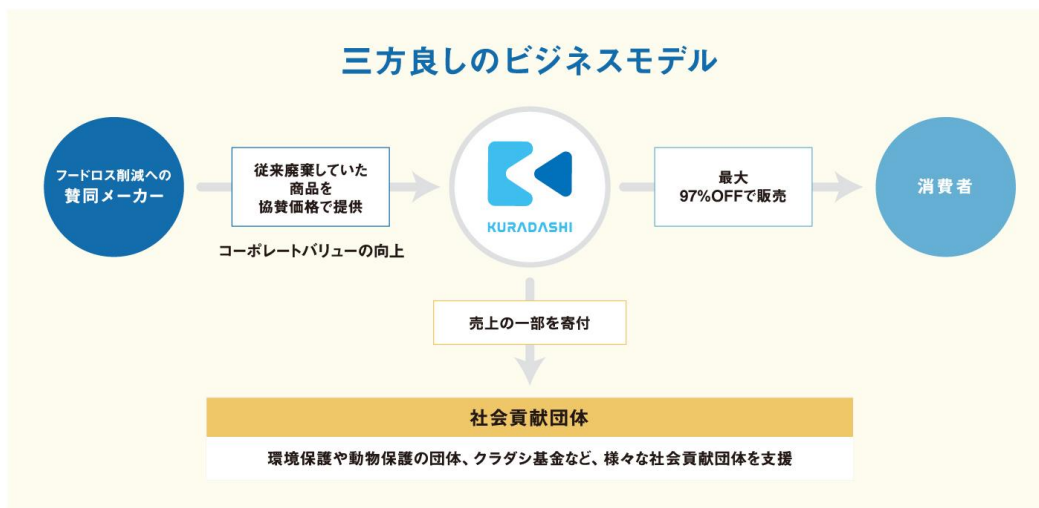 三方良しのビジネスモデル
フードロス削減への
賛同メーカー
従来廃棄していた
商品を
協賛価格で提供
コーポレートバリューの向上
KURADASHI
最大
97%OFFで販売
消費者
売上の一部を寄付
社会貢献団体
環境保護や動物保護の団体、クラダシ基金など、様々な社会貢献団体を支援